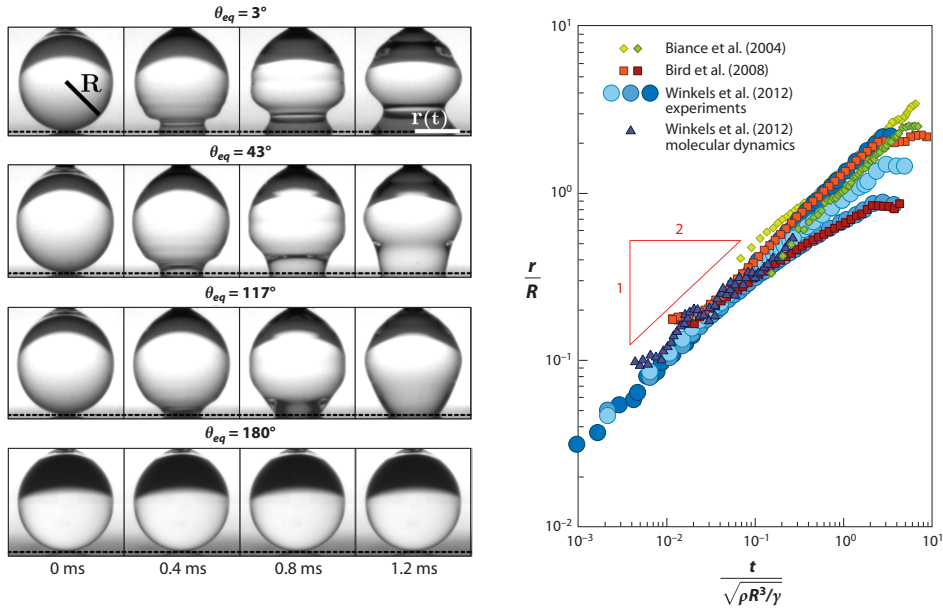 θeq = 3°
R
r(t)
θeq = 43°
θeq = 117°
θeq = 180°
0 ms
0.4 ms
0.8 ms
1.2 ms
Biance et al. (2004)
Bird et al. (2008)
Winkels et al. (2012)
experiments
Winkels et al. (2012)
molecular dynamics
2
1
10¹
10⁰
10⁻¹
10⁻²
r
R
10⁻³
10⁻²
10⁻¹
10⁰
10¹
t
√ρR³/γ